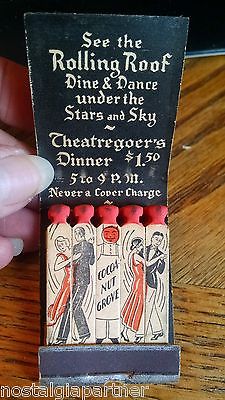 See the
Rolling Roof
Dine & Dance
under the
Stars and Sky
~
Theatregoer's
Dinner $1.50
5 to 9 P.M.
Never a Cover Charge
~
COCOA
NUT
GROVE
nostalgiapartner